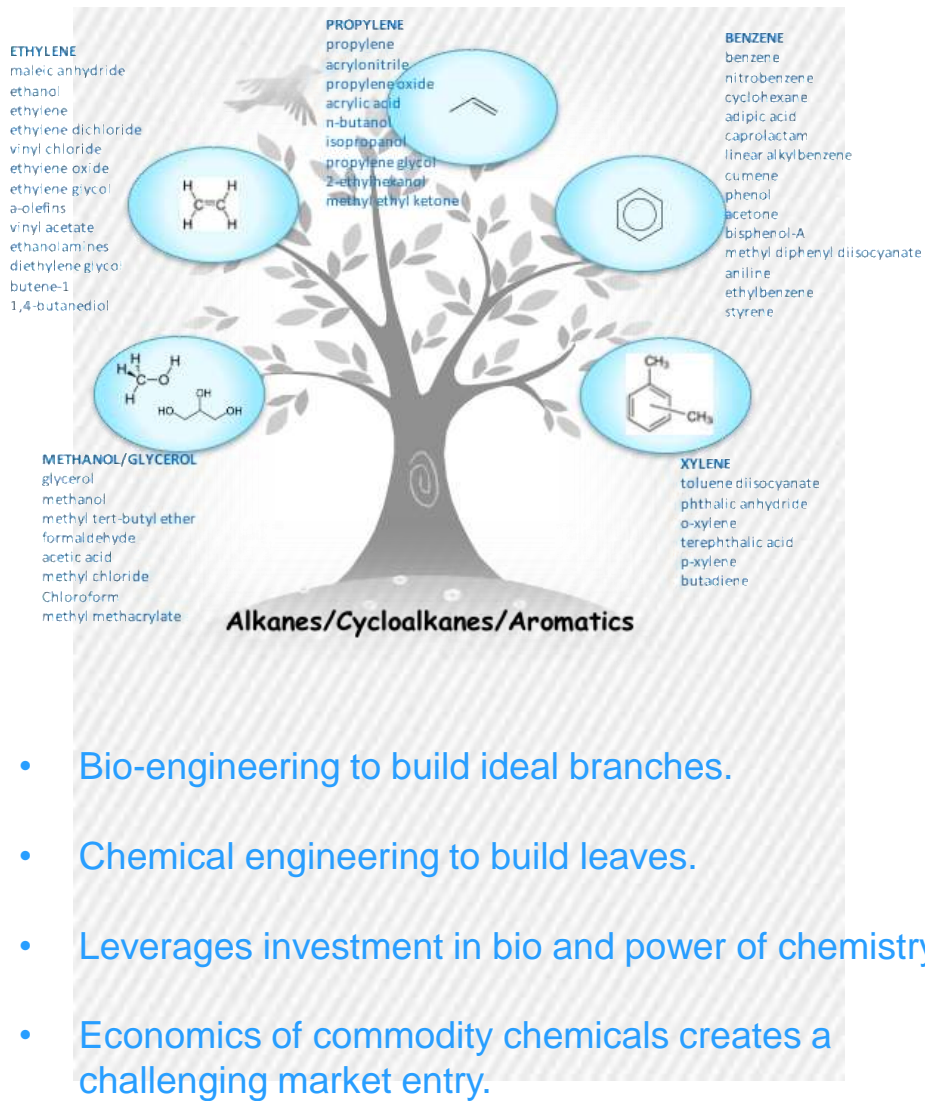 PROPYLENE
propylene
acrylonitrile
propylene oxide
acrylic acid
n-butanol
isopropanol
propylene glycol
2-ethylhexanol
methyl ethyl ketone
ETHYLENE
maleic anhydride
ethanol
ethylene
ethylene dichloride
vinyl chloride
ethylene oxide
ethylene glycol
a-olefins
vinyl acetate
ethanolamines
diethylene glycol
butene-1
1,4-butanediol
BENZENE
benzene
nitrobenzene
cyclohexane
adipic acid
caprolactam
linear alkylbenzene
cumene
phenol
acetone
bisphenol-A
methyl diphenyl diisocyanate
aniline
ethylbenzene
styrene
H H
C=C
H H
H H
H C-O
H
OH
HO OH
CH3
CH3
METHANOL/GLYCEROL
glycerol
methanol
methyl tert-butyl ether
formaldehyde
acetic acid
methyl chloride
Chloroform
methyl methacrylate
XYLENE
toluene diisocyanate
phthalic anhydride
o-xylene
terephthalic acid
p-xylene
butadiene
Alkanes/Cycloalkanes/Aromatics
• Bio-engineering to build ideal branches.
• Chemical engineering to build leaves.
• Leverages investment in bio and power of chemistry
• Economics of commodity chemicals creates a
challenging market entry.